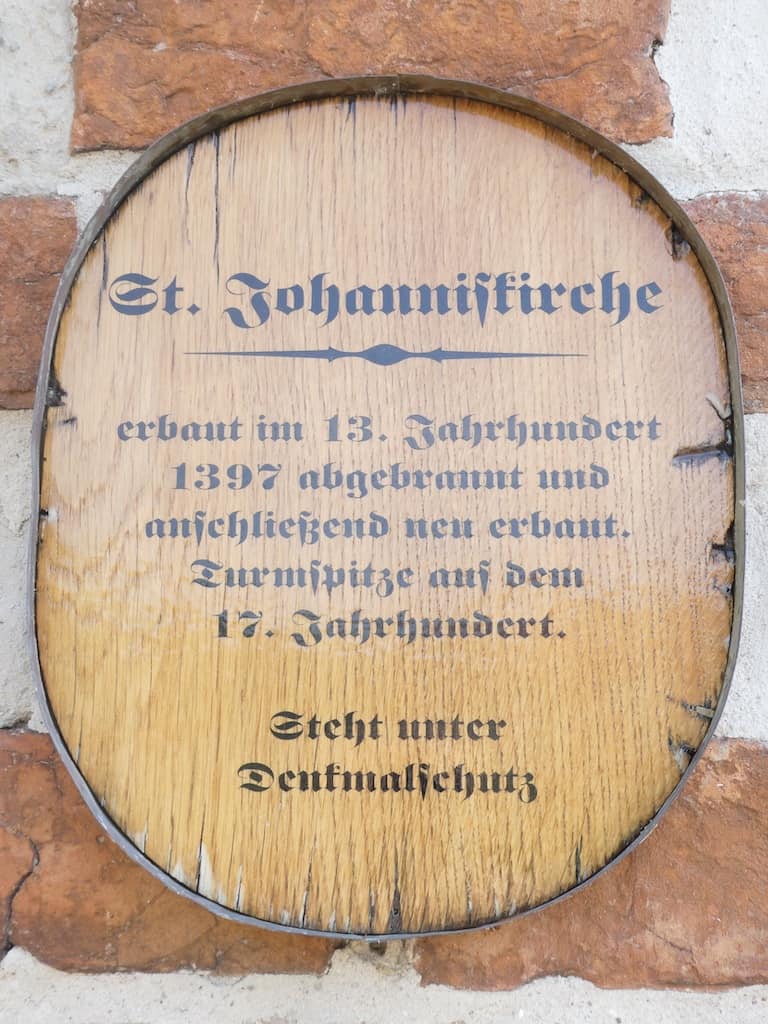 St. Johanniſkirche
erbaut im 13. Jahrhundert
1397 abgebrannt und
anſchließend neu erbaut.
Turmſpitze auſ dem
17. Jahrhundert.
Steht unter
Denkmalſchutz